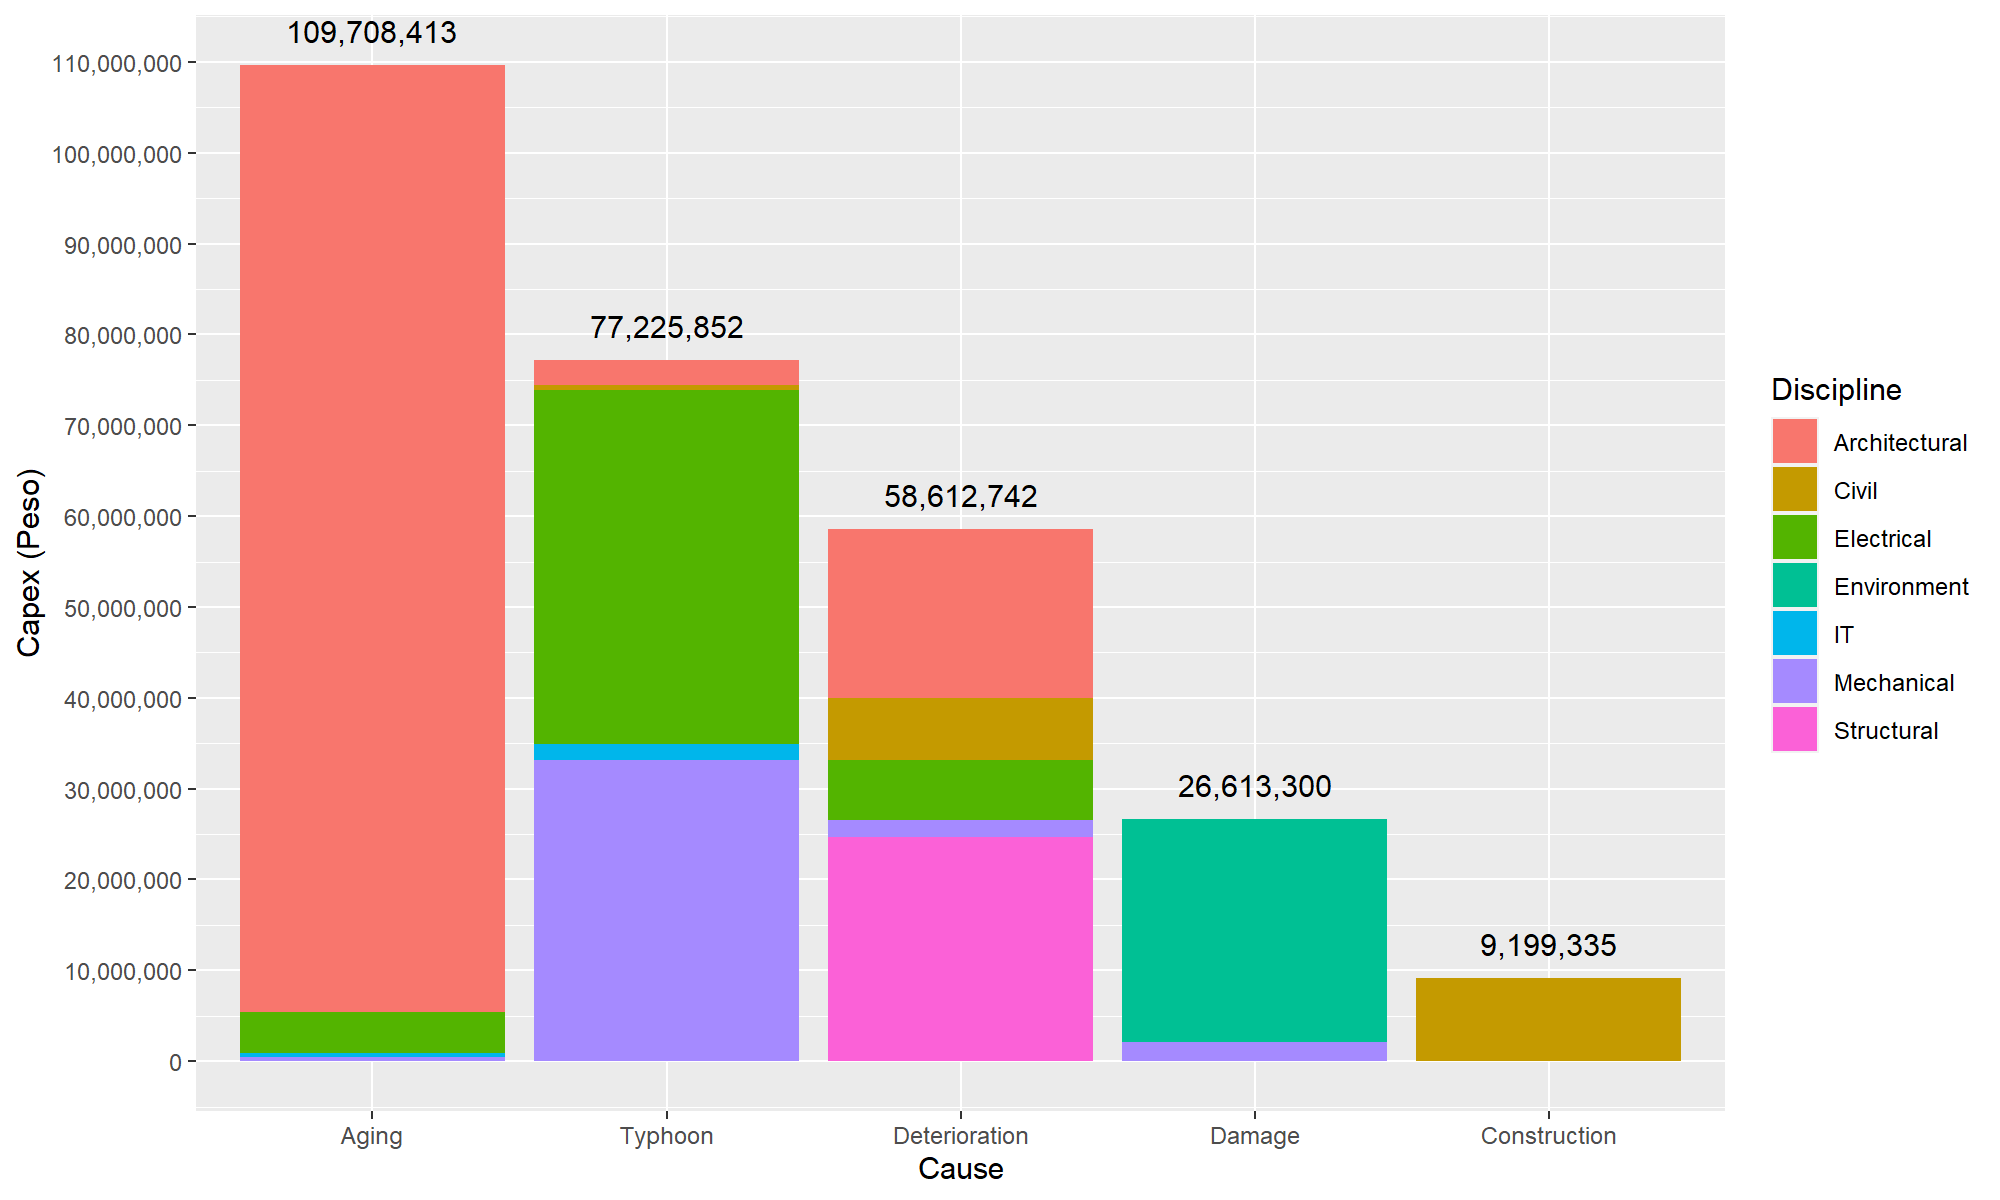 109,708,413
110,000,000
100,000,000
90,000,000
80,000,000
70,000,000
60,000,000
50,000,000
40,000,000
30,000,000
20,000,000
10,000,000
0
77,225,852
58,612,742
26,613,300
9,199,335
Capex (Peso)
Aging
Typhoon
Deterioration
Damage
Construction
Cause
Discipline
Architectural
Civil
Electrical
Environment
IT
Mechanical
Structural